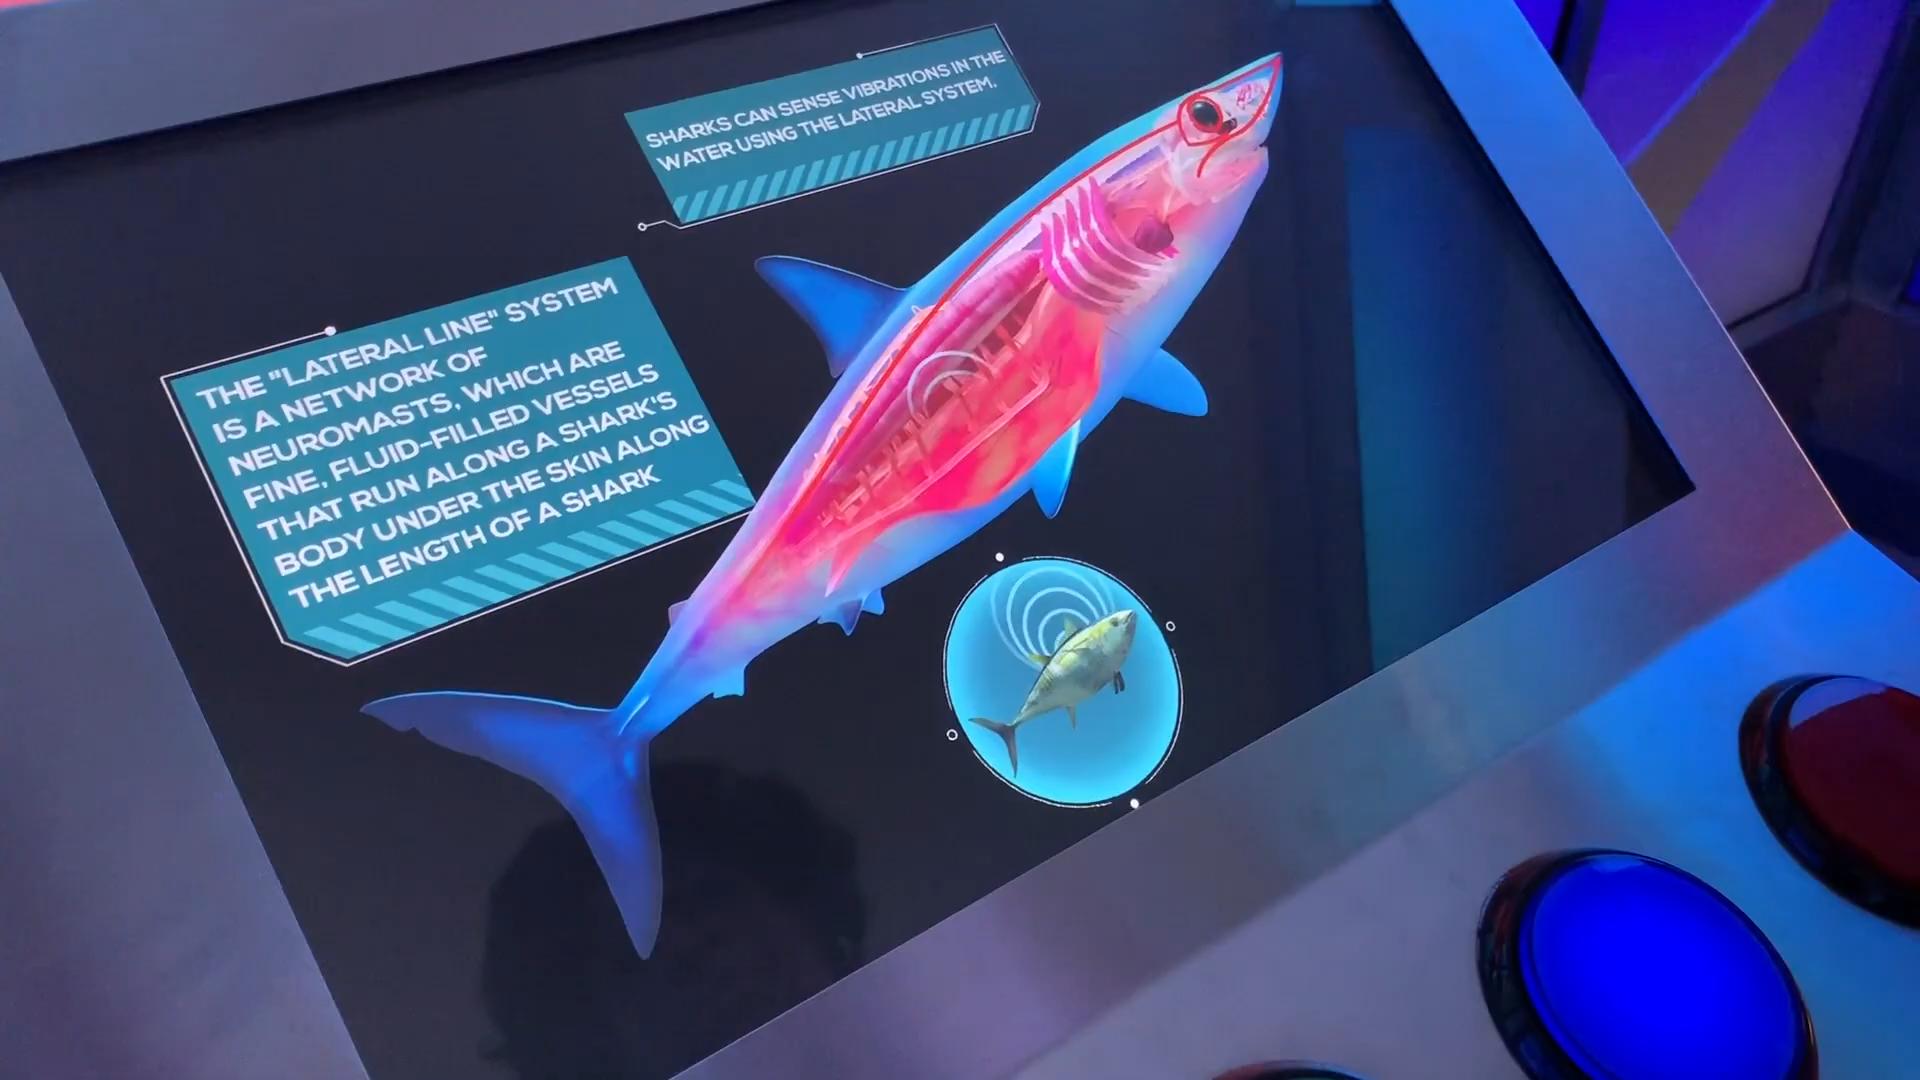 SHARKS CAN SENSE VIBRATIONS IN THE
WATER USING THE LATERAL SYSTEM.
THE "LATERAL LINE" SYSTEM
IS A NETWORK OF
NEUROMASTS, WHICH ARE
FINE, FLUID-FILLED VESSELS
THAT RUN ALONG A SHARK'S
BODY UNDER THE SKIN ALONG
THE LENGTH OF A SHARK